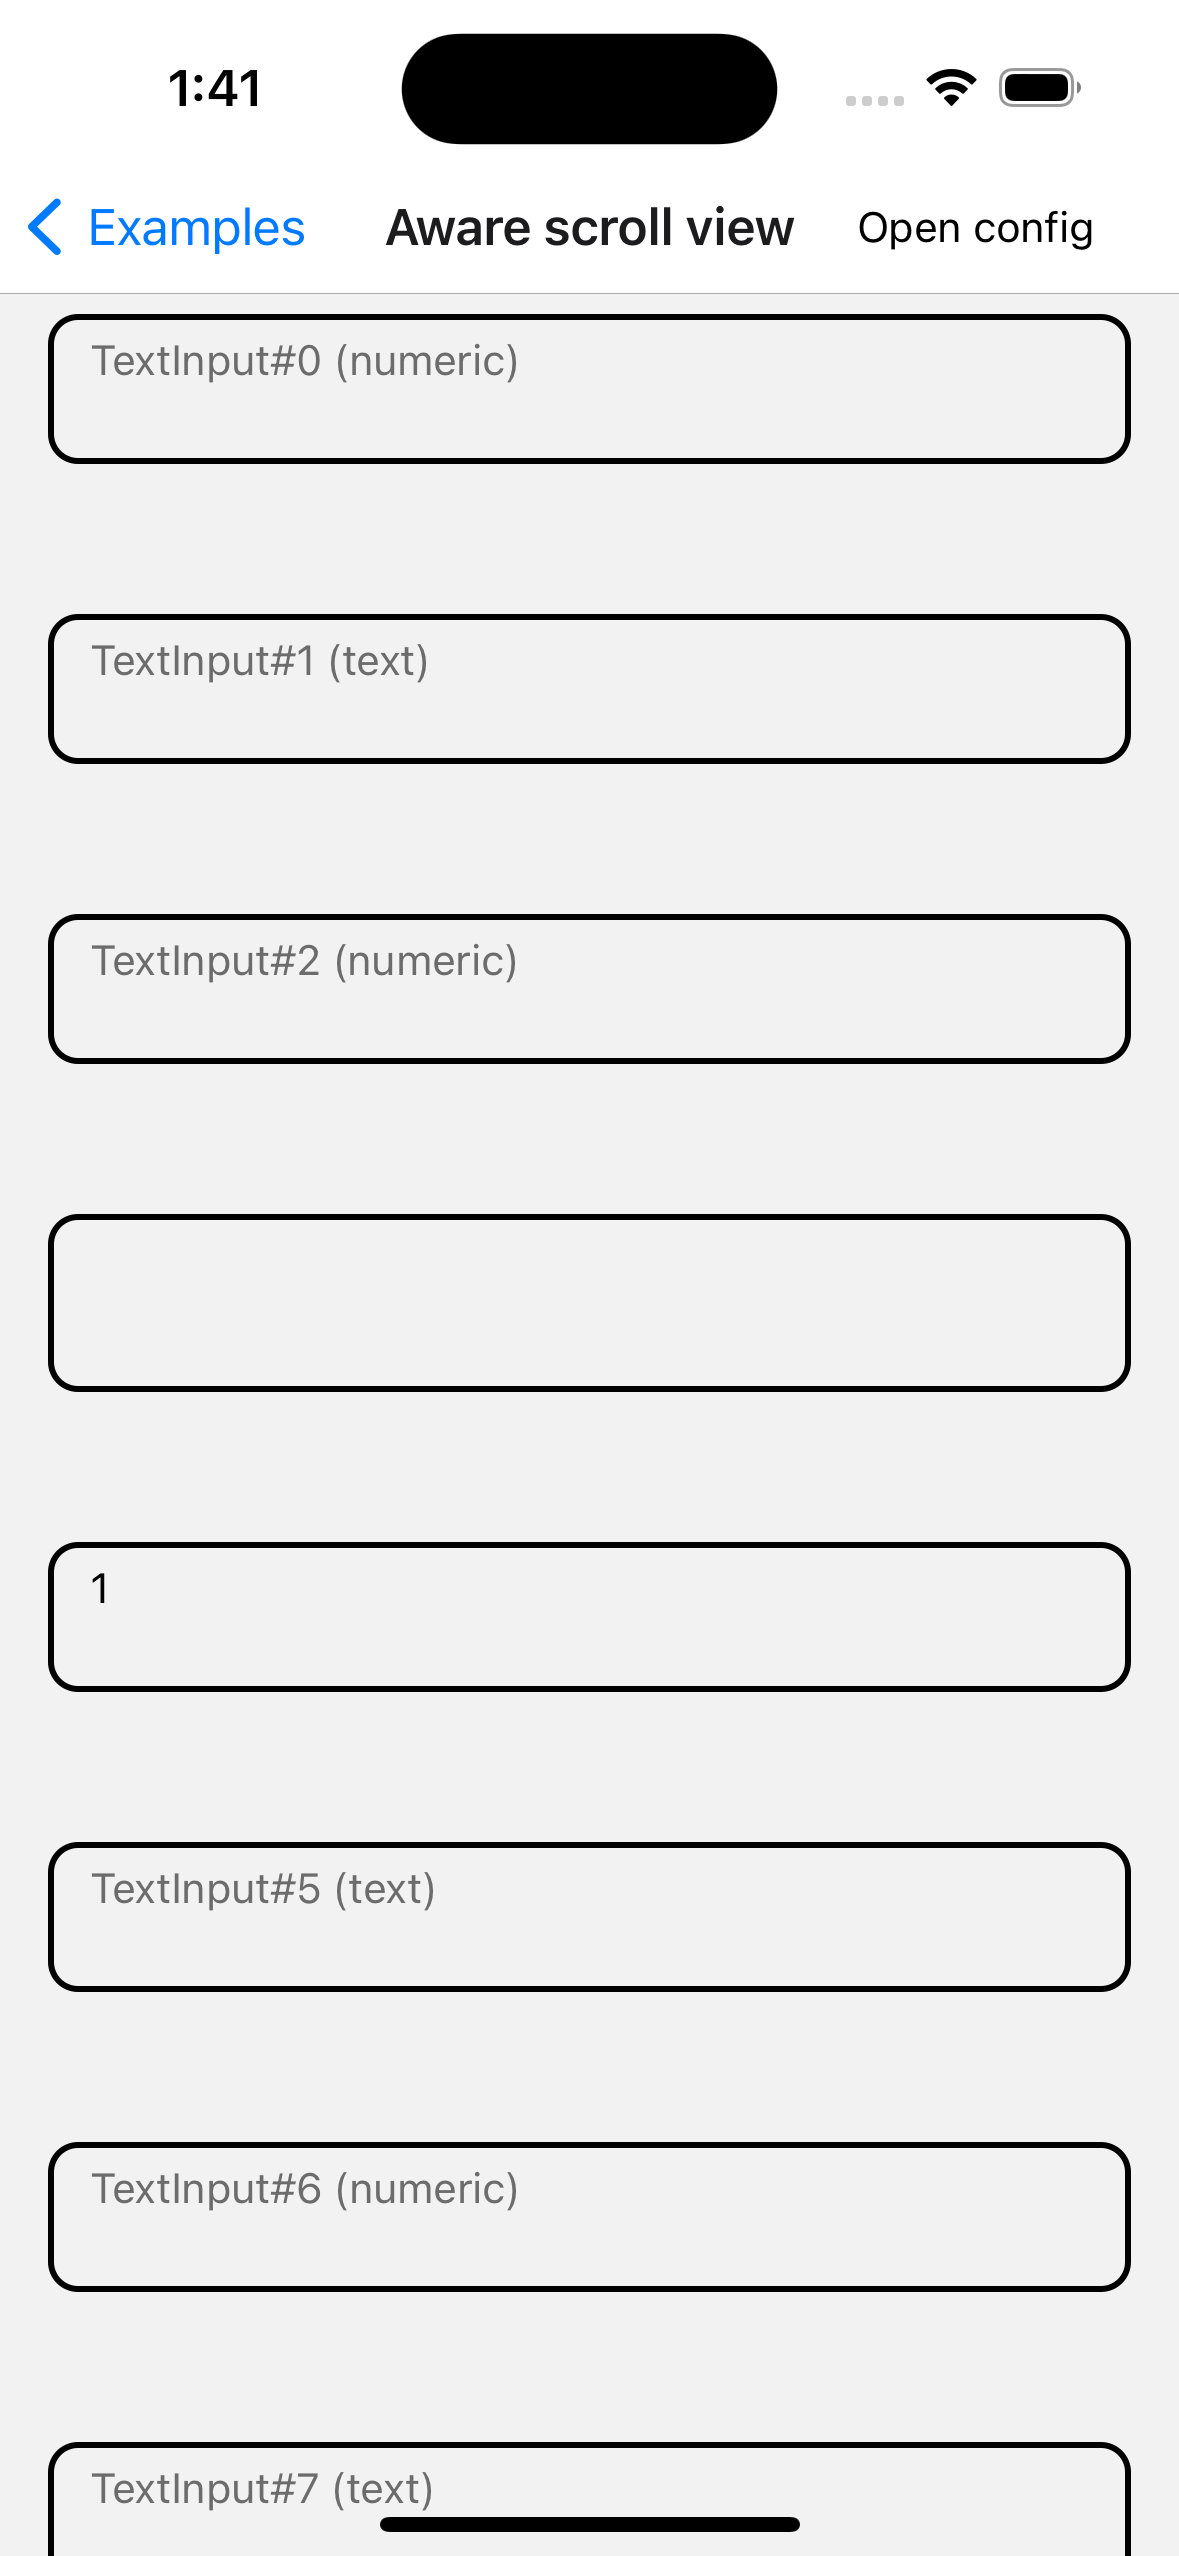 1:41
Examples
Aware scroll view
Open config
TextInput#0 (numeric)
TextInput#1 (text)
TextInput#2 (numeric)
1
TextInput#5 (text)
TextInput#6 (numeric)
TextInput#7 (text)